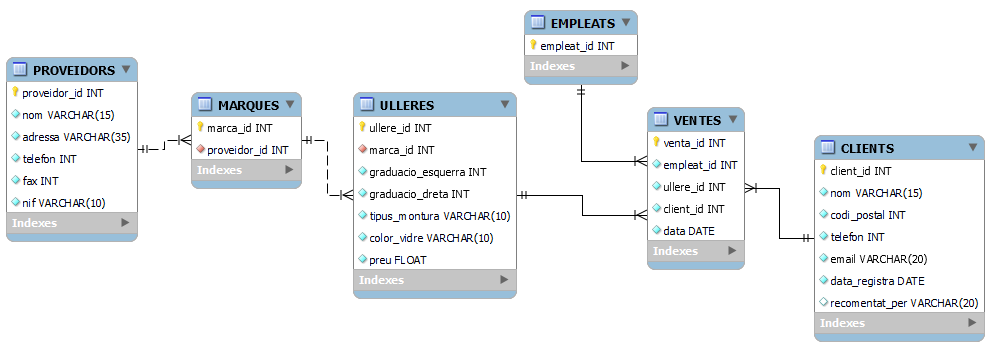 PROVEIDORS
proveidor_id INT
nom VARCHAR(15)
adressa VARCHAR(35)
telefon INT
fax INT
nif VARCHAR(10)
Indexes
MARQUES
marca_id INT
proveidor_id INT
Indexes
ULLERES
ullere_id INT
marca_id INT
graduacio_esquerra INT
graduacio_dreta INT
tipus_montura VARCHAR(10)
color_vidre VARCHAR(10)
preu FLOAT
Indexes
EMPLEATS
empleat_id INT
Indexes
VENTES
venta_id INT
empleat_id INT
ullere_id INT
client_id INT
data DATE
Indexes
CLIENTS
client_id INT
nom VARCHAR(15)
codi_postal INT
telefon INT
email VARCHAR(20)
data_registra DATE
recomentat_per VARCHAR(20)
Indexes